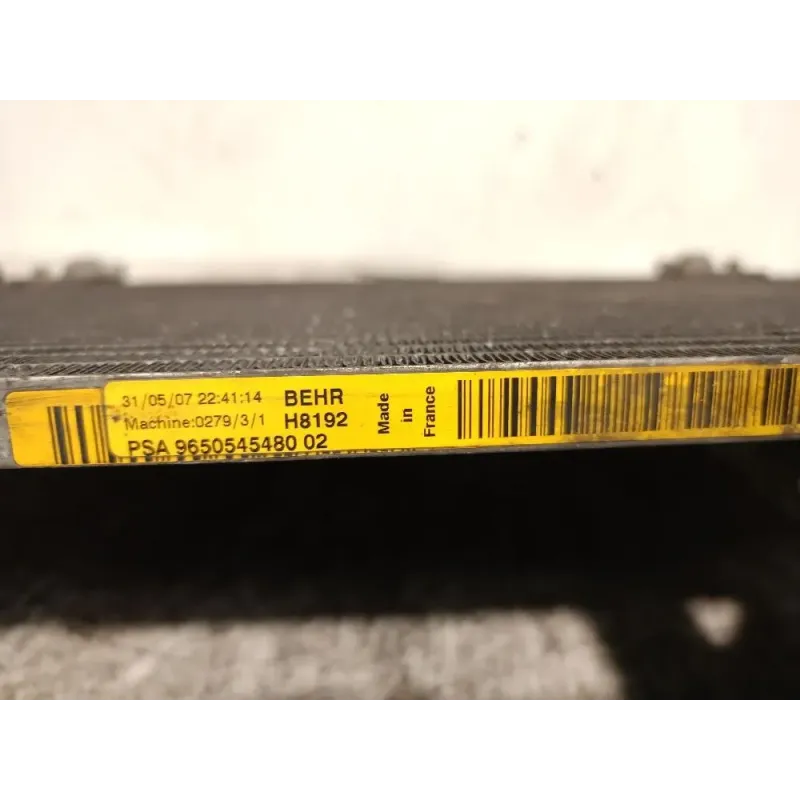 31/05/07 22:41:14 BEHR
Machine:0279/3/1 H8192
PSA 9650545480 02
Made
in
France